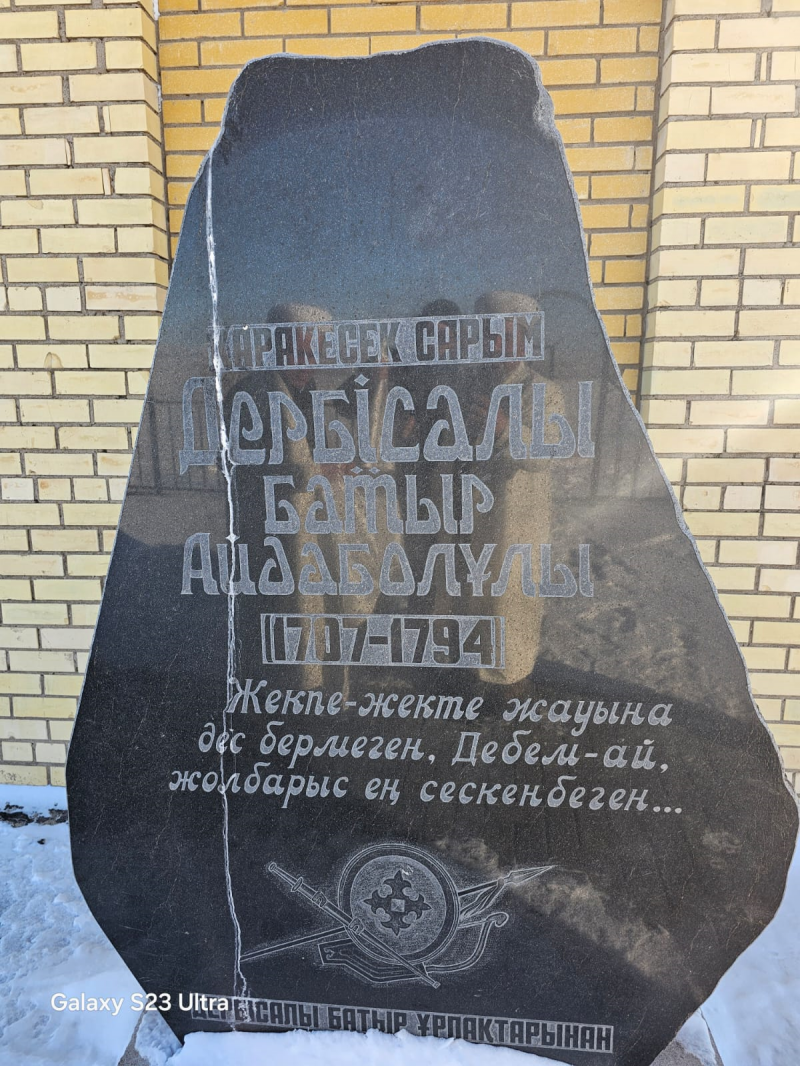 ҚАРАКЕСЕК САРЫМ
Дербісалы
батыр
Айдаболұлы
(1707-1794)
Жекпе-жекте жауына
дес бермеген, Дебем-ай,
жолбарыс ең сескенбеген...
ДЕРБІСАЛЫ БАТЫР ҰРПАҚТАРЫНАН
Galaxy S23 Ultra